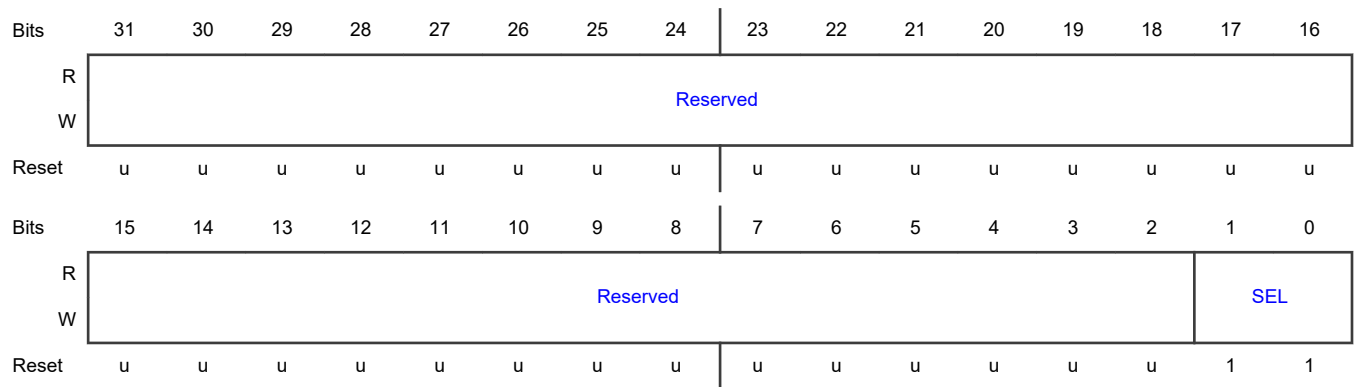 Bits 31 30 29 28 27 26 25 24 23 22 21 20 19 18 17 16
R
Reserved
W
Reset u u u u u u u u u u u u u u u u
Bits 15 14 13 12 11 10 9 8 7 6 5 4 3 2 1 0
R
Reserved SEL
W
Reset u u u u u u u u u u u u u u 1 1